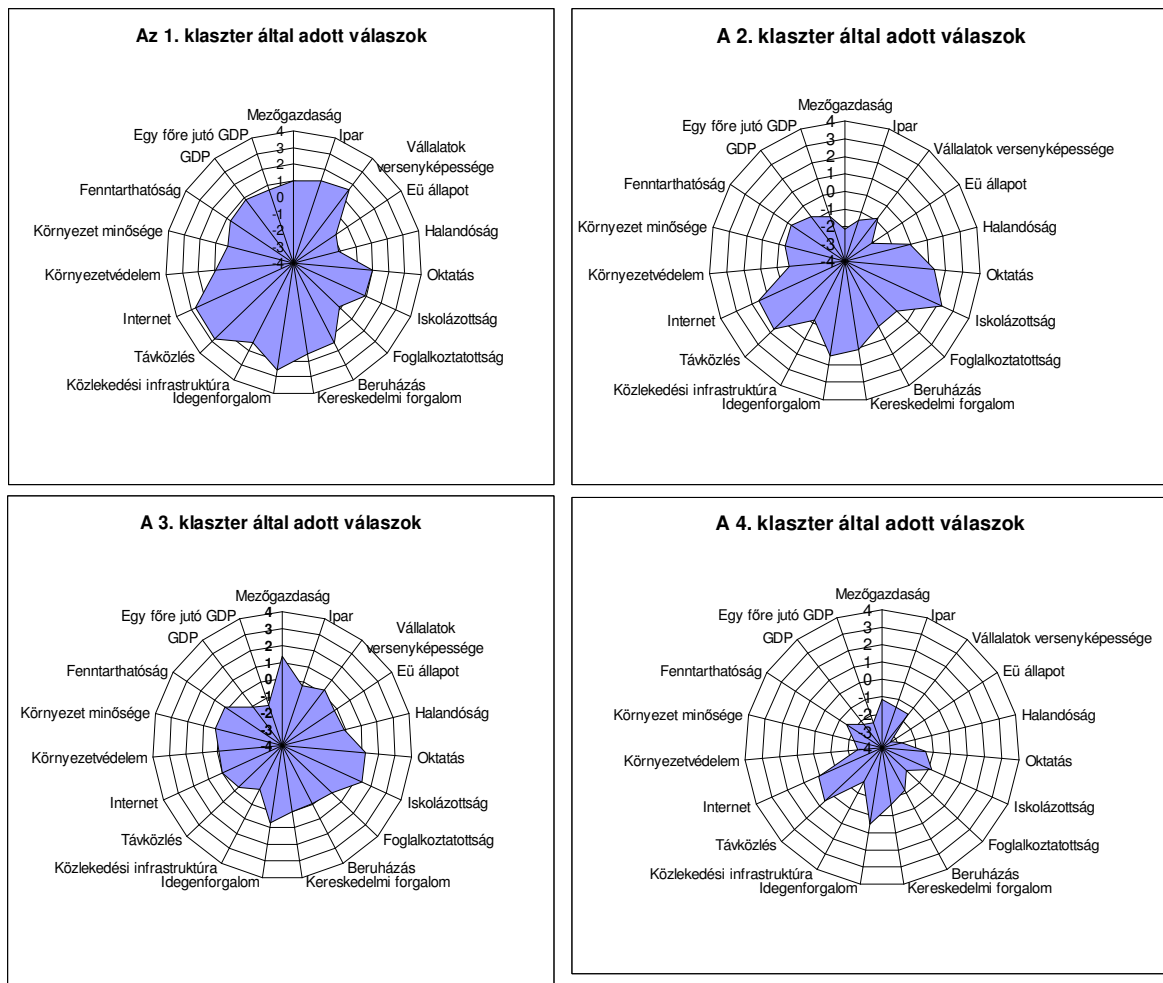 Az 1. klaszter által adott válaszok
Mezőgazdaság
Ipar
Vállalatok
versenyképessége
Eü állapot
Halandóság
Oktatás
Iskolázottság
Foglalkoztatottság
Beruházás
Kereskedelmi forgalom
Idegenforgalom
Közlekedési infrastruktúra
Távközlés
Internet
Környezetvédelem
Környezet minősége
Fenntarthatóság
GDP
Egy főre jutó GDP
4
3
2
1
0
-1
-2
-3
-4
A 2. klaszter által adott válaszok
Mezőgazdaság
Ipar
Vállalatok versenyképessége
Eü állapot
Halandóság
Oktatás
Iskolázottság
Foglalkoztatottság
Beruházás
Kereskedelmi forgalom
Idegenforgalom
Közlekedési infrastruktúra
Távközlés
Internet
Környezetvédelem
Környezet minősége
Fenntarthatóság
GDP
Egy főre jutó GDP
4
3
2
1
0
-1
-2
-3
-4
A 3. klaszter által adott válaszok
Mezőgazdaság
Ipar
Vállalatok
versenyképessége
Eü állapot
Halandóság
Oktatás
Iskolázottság
Foglalkoztatottság
Beruházás
Kereskedelmi forgalom
Idegenforgalom
Közlekedési infrastruktúra
Távközlés
Internet
Környezetvédelem
Környezet minősége
Fenntarthatóság
GDP
Egy főre jutó GDP
4
3
2
1
0
-1
-2
-3
-4
A 4. klaszter által adott válaszok
Mezőgazdaság
Ipar
Vállalatok versenyképessége
Eü állapot
Halandóság
Oktatás
Iskolázottság
Foglalkoztatottság
Beruházás
Kereskedelmi forgalom
Idegenforgalom
Közlekedési infrastruktúra
Távközlés
Internet
Környezetvédelem
Környezet minősége
Fenntarthatóság
GDP
Egy főre jutó GDP
4
3
2
1
0
-1
-2
-3
-4